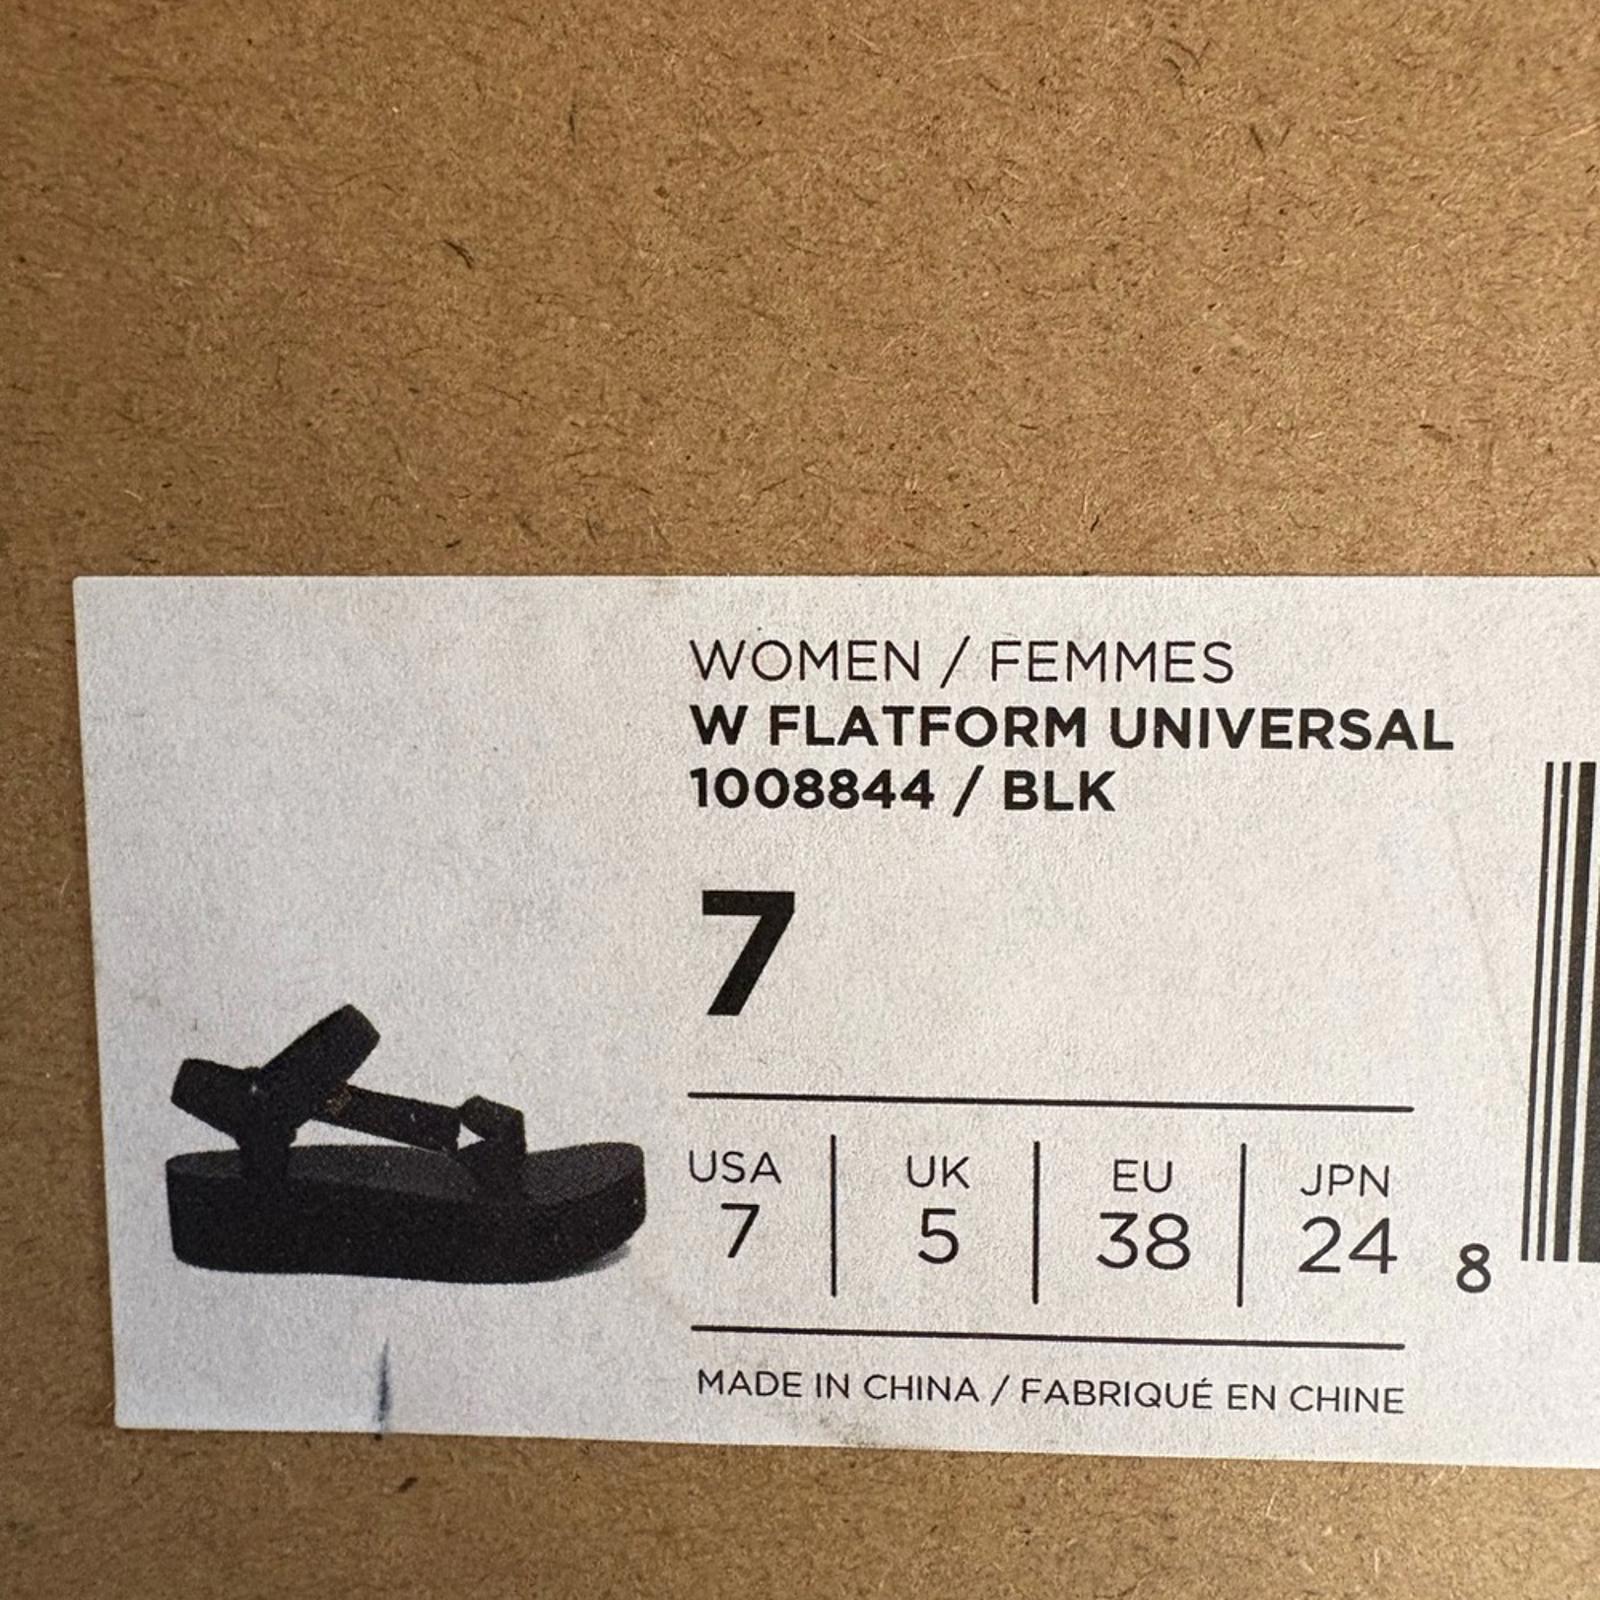 WOMEN / FEMMES
W FLATFORM UNIVERSAL
1008844 / BLK
7
USA UK EU JPN
7 5 38 24
8
MADE IN CHINA / FABRIQUÉ EN CHINE